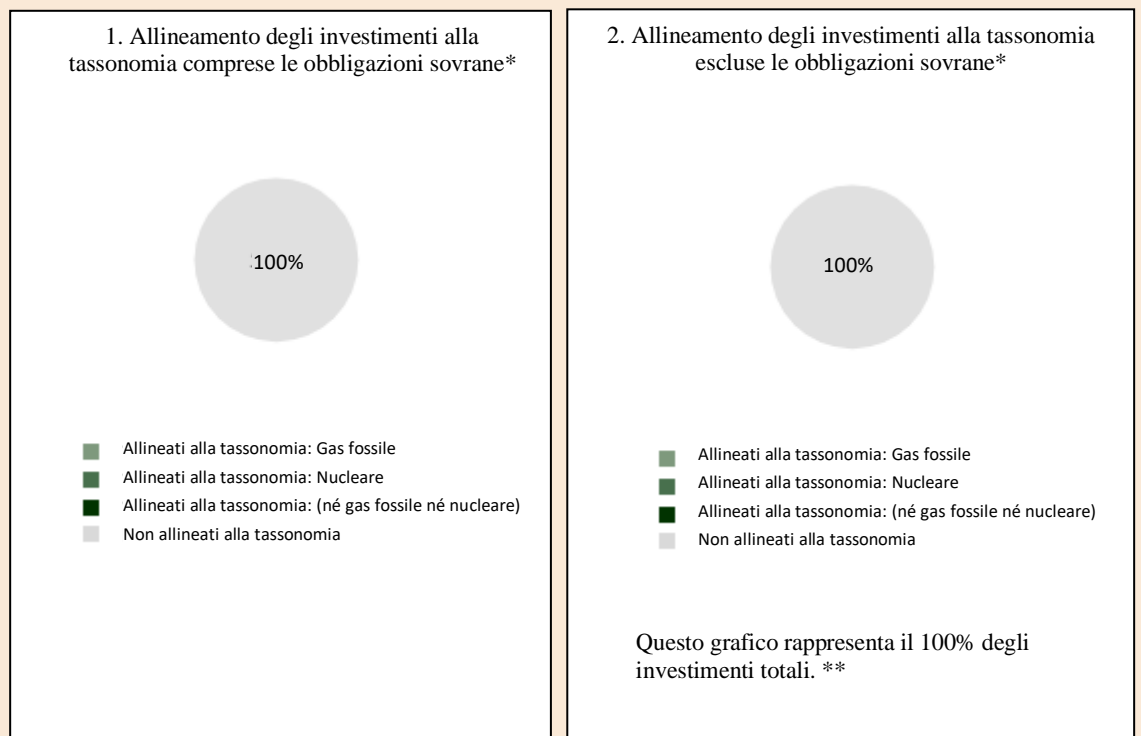 1. Allineamento degli investimenti alla
tassonomia comprese le obbligazioni sovrane*
100%
Allineati alla tassonomia: Gas fossile
Allineati alla tassonomia: Nucleare
Allineati alla tassonomia: (né gas fossile né nucleare)
Non allineati alla tassonomia
2. Allineamento degli investimenti alla tassonomia
escluse le obbligazioni sovrane*
100%
Allineati alla tassonomia: Gas fossile
Allineati alla tassonomia: Nucleare
Allineati alla tassonomia: (né gas fossile né nucleare)
Non allineati alla tassonomia
Questo grafico rappresenta il 100% degli
investimenti totali. **